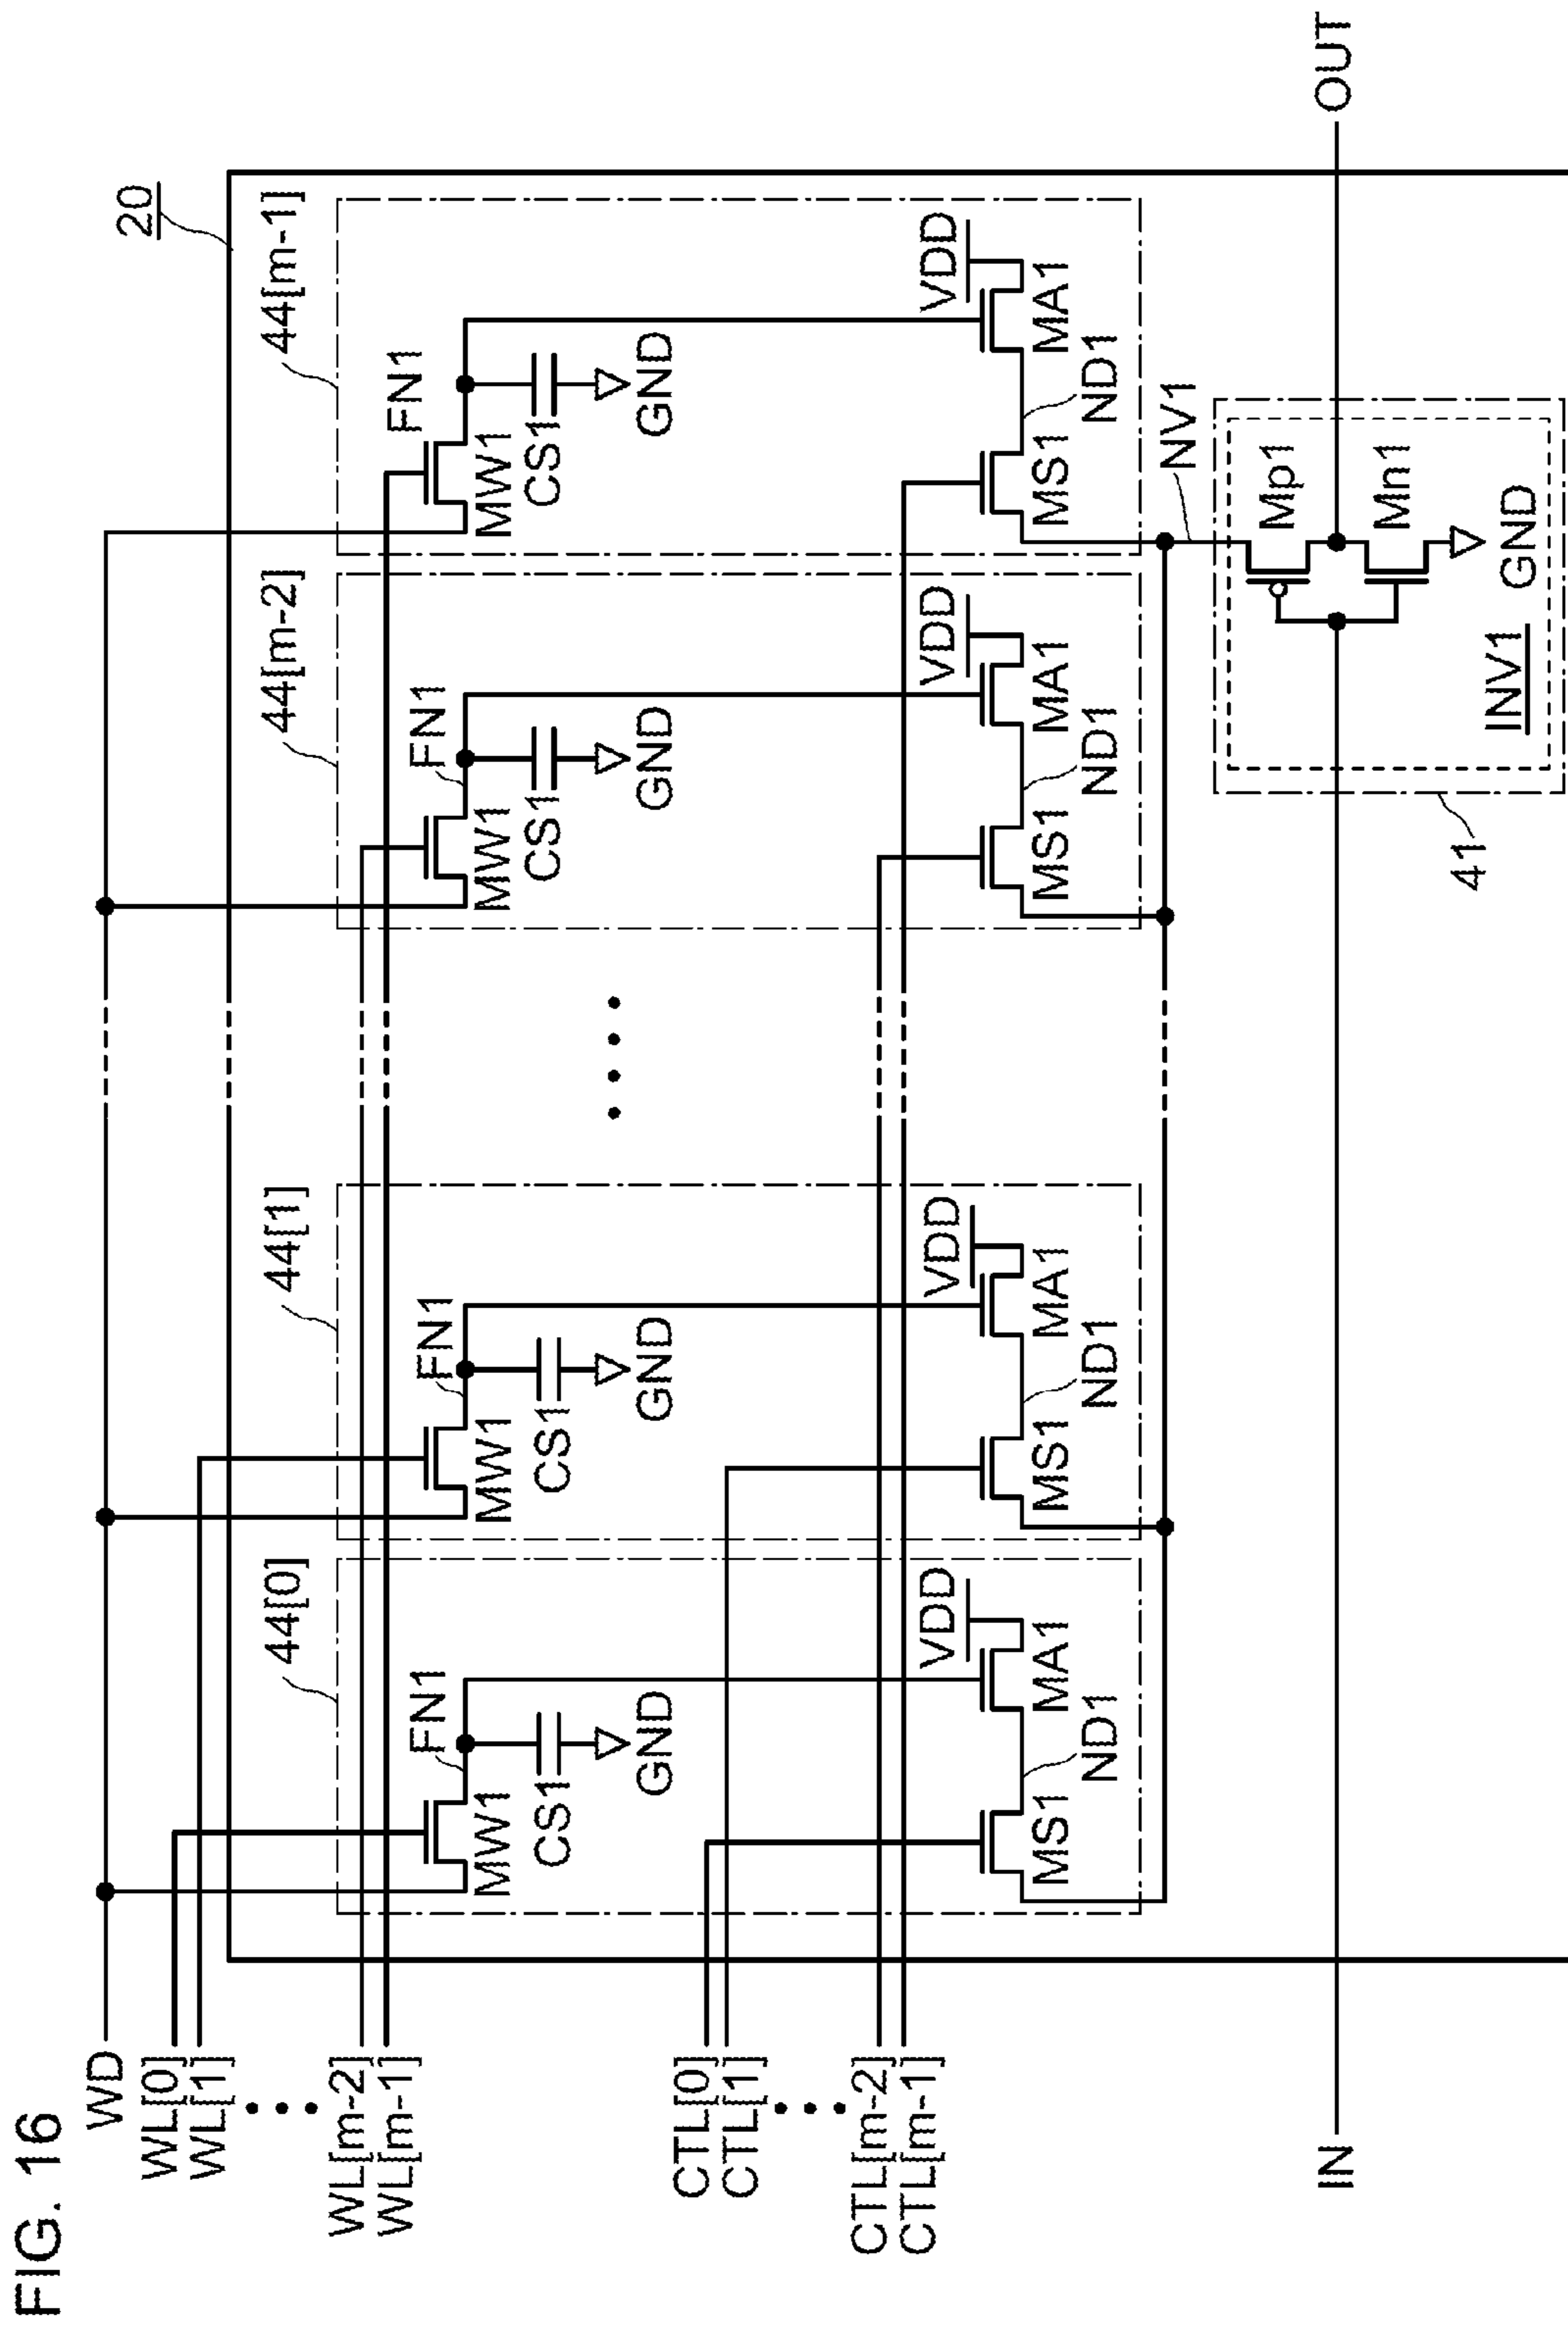 FIG. 16
20
WD
WL[0]
WL[1]
WL[m-2]
WL[m-1]
CTL[0]
CTL[1]
CTL[m-2]
CTL[m-1]
IN
OUT
44[0]
FN1
MW1
CS1
GND
VDD
MS1
MA1
ND1
44[1]
FN1
MW1
CS1
GND
VDD
MS1
MA1
ND1
44[m-2]
FN1
MW1
CS1
GND
VDD
MS1
MA1
ND1
44[m-1]
FN1
MW1
CS1
GND
VDD
MS1
MA1
ND1
NV1
Mp1
Mn1
GND
INV1
41